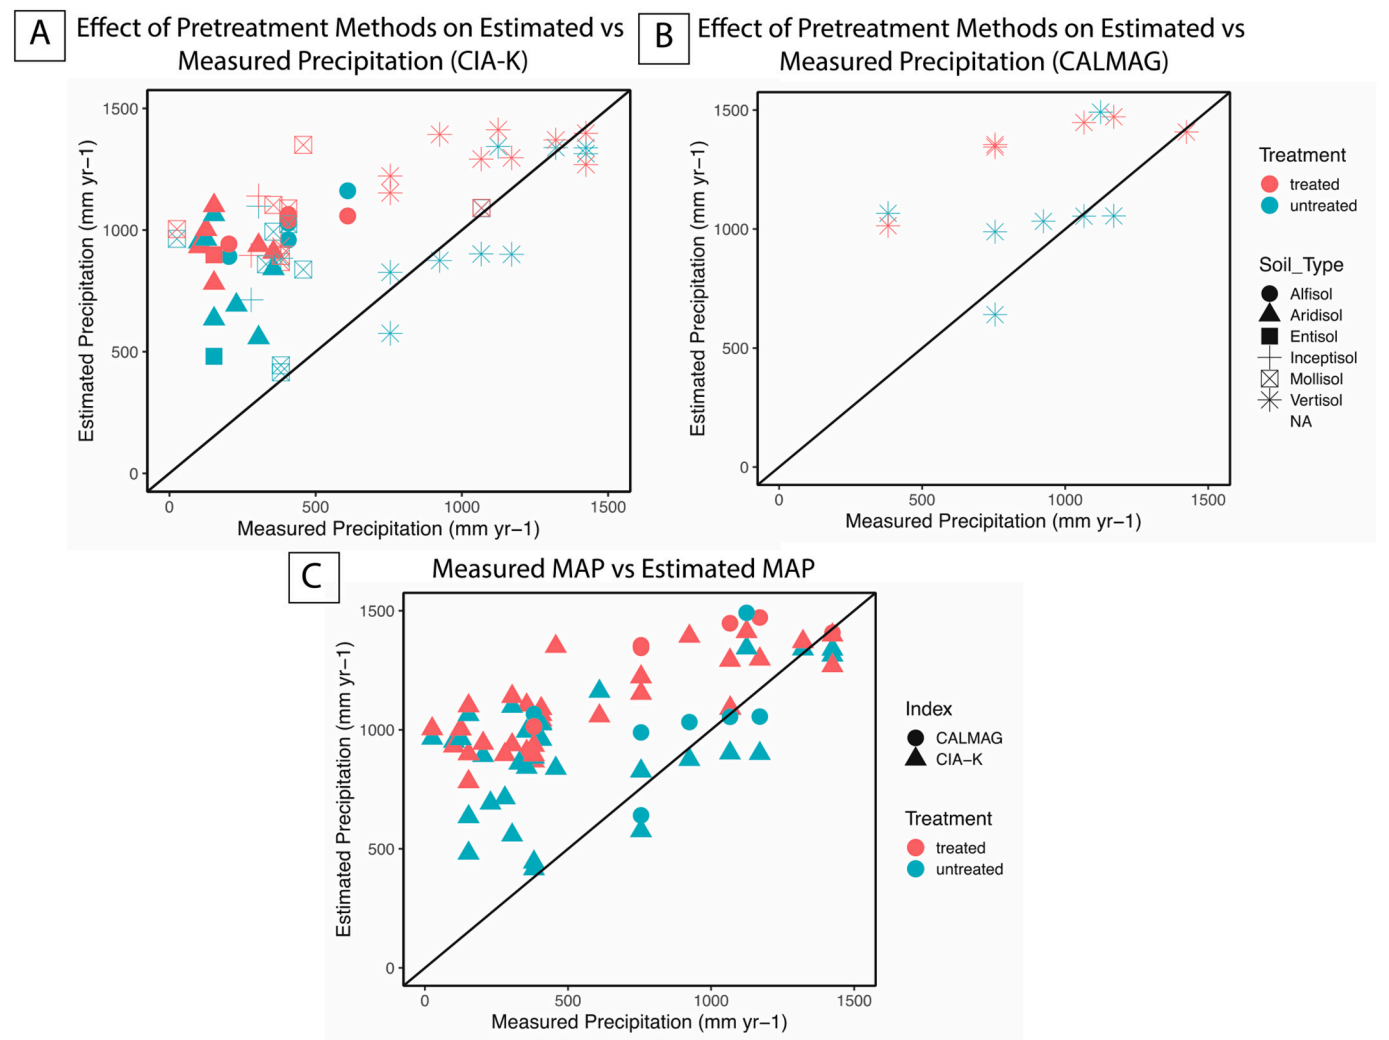 A
Effect of Pretreatment Methods on Estimated vs
Measured Precipitation (CIA-K)
1500
1000
500
0
Estimated Precipitation (mm yr−1)
0 500 1000 1500
Measured Precipitation (mm yr−1)
B
Effect of Pretreatment Methods on Estimated vs
Measured Precipitation (CALMAG)
1500
1000
500
0
Estimated Precipitation (mm yr−1)
0 500 1000 1500
Measured Precipitation (mm yr−1)
Treatment
treated
untreated
Soil_Type
Alfisol
Aridisol
Entisol
Inceptisol
Mollisol
Vertisol
NA
C
Measured MAP vs Estimated MAP
1500
1000
500
0
Estimated Precipitation (mm yr−1)
0 500 1000 1500
Measured Precipitation (mm yr−1)
Index
CALMAG
CIA−K
Treatment
treated
untreated